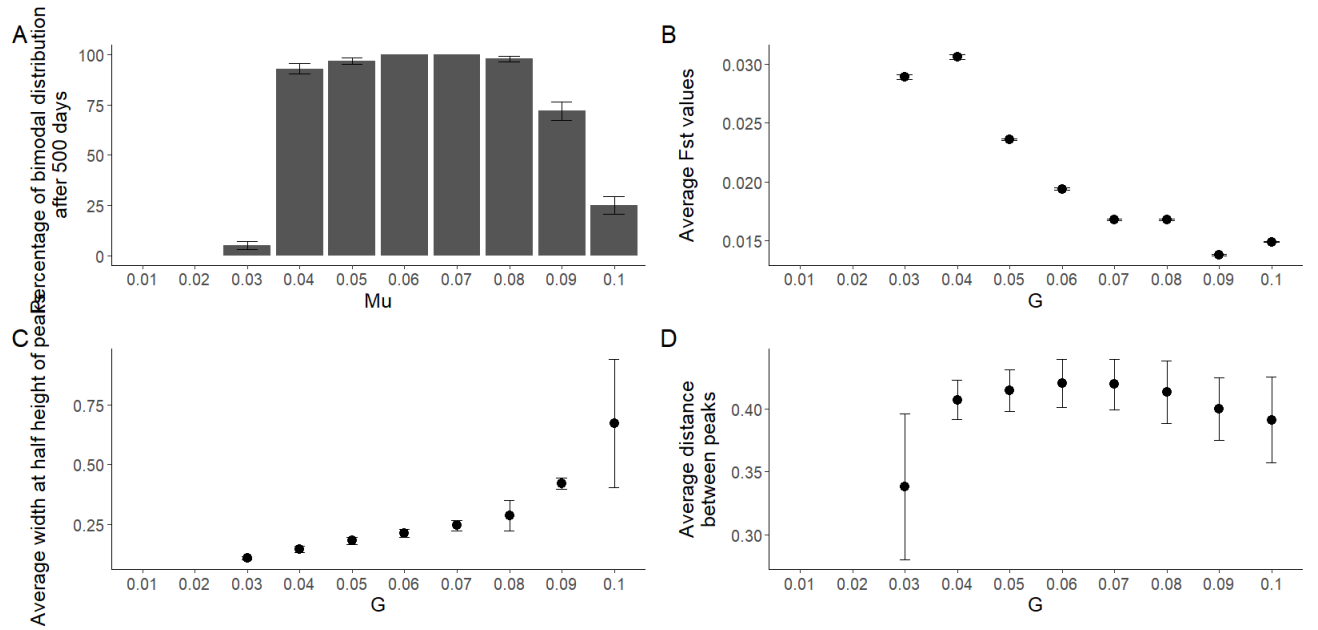 A
Percentage of bimodal distribution
after 500 days
100
75
50
25
0
0.01 0.02 0.03 0.04 0.05 0.06 0.07 0.08 0.09 0.1
Mu
B
Average Fst values
0.030
0.025
0.020
0.015
0.01 0.02 0.03 0.04 0.05 0.06 0.07 0.08 0.09 0.1
G
C
Average width at half height of peaks
0.75
0.50
0.25
0.01 0.02 0.03 0.04 0.05 0.06 0.07 0.08 0.09 0.1
G
D
Average distance
between peaks
0.40
0.35
0.30
0.01 0.02 0.03 0.04 0.05 0.06 0.07 0.08 0.09 0.1
G